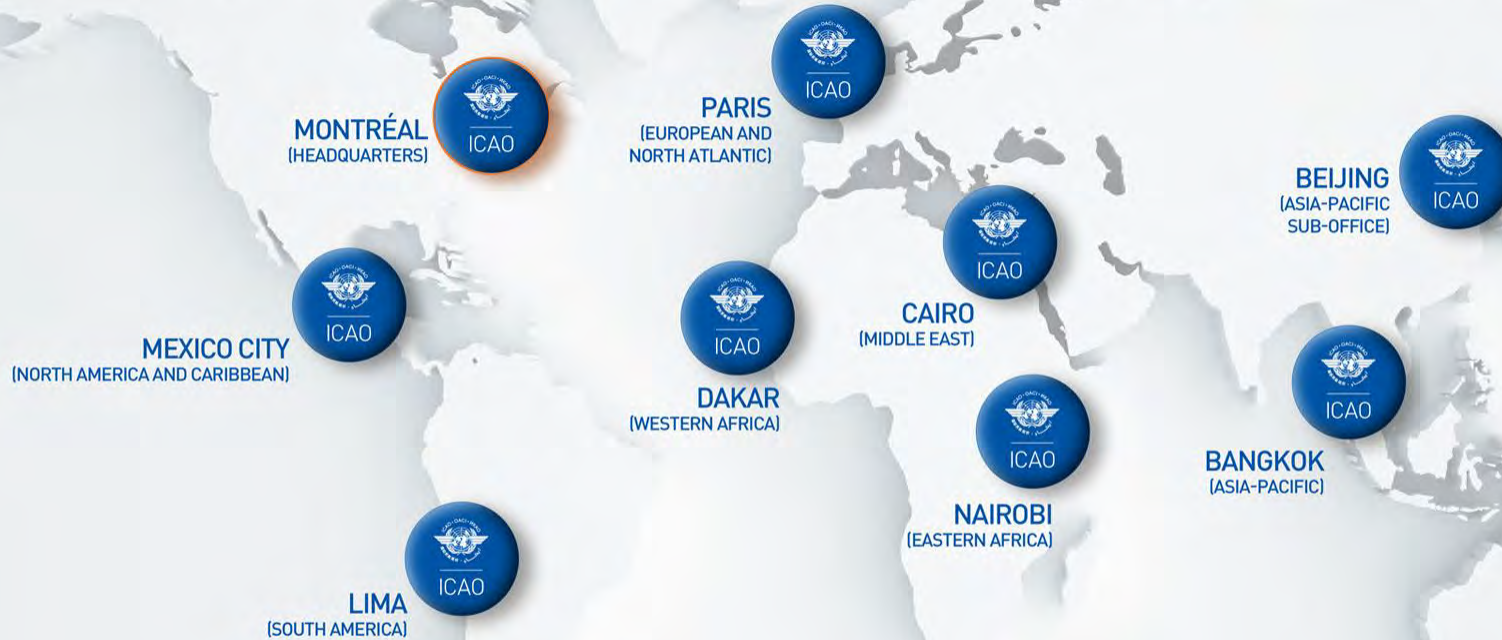 MONTRÉAL
(HEADQUARTERS)
ICAO
PARIS
(EUROPEAN AND
NORTH ATLANTIC)
ICAO
BEIJING
(ASIA-PACIFIC
SUB-OFFICE)
ICAO
MEXICO CITY
(NORTH AMERICA AND CARIBBEAN)
ICAO
DAKAR
(WESTERN AFRICA)
ICAO
CAIRO
(MIDDLE EAST)
ICAO
BANGKOK
(ASIA-PACIFIC)
ICAO
NAIROBI
(EASTERN AFRICA)
ICAO
LIMA
(SOUTH AMERICA)
ICAO